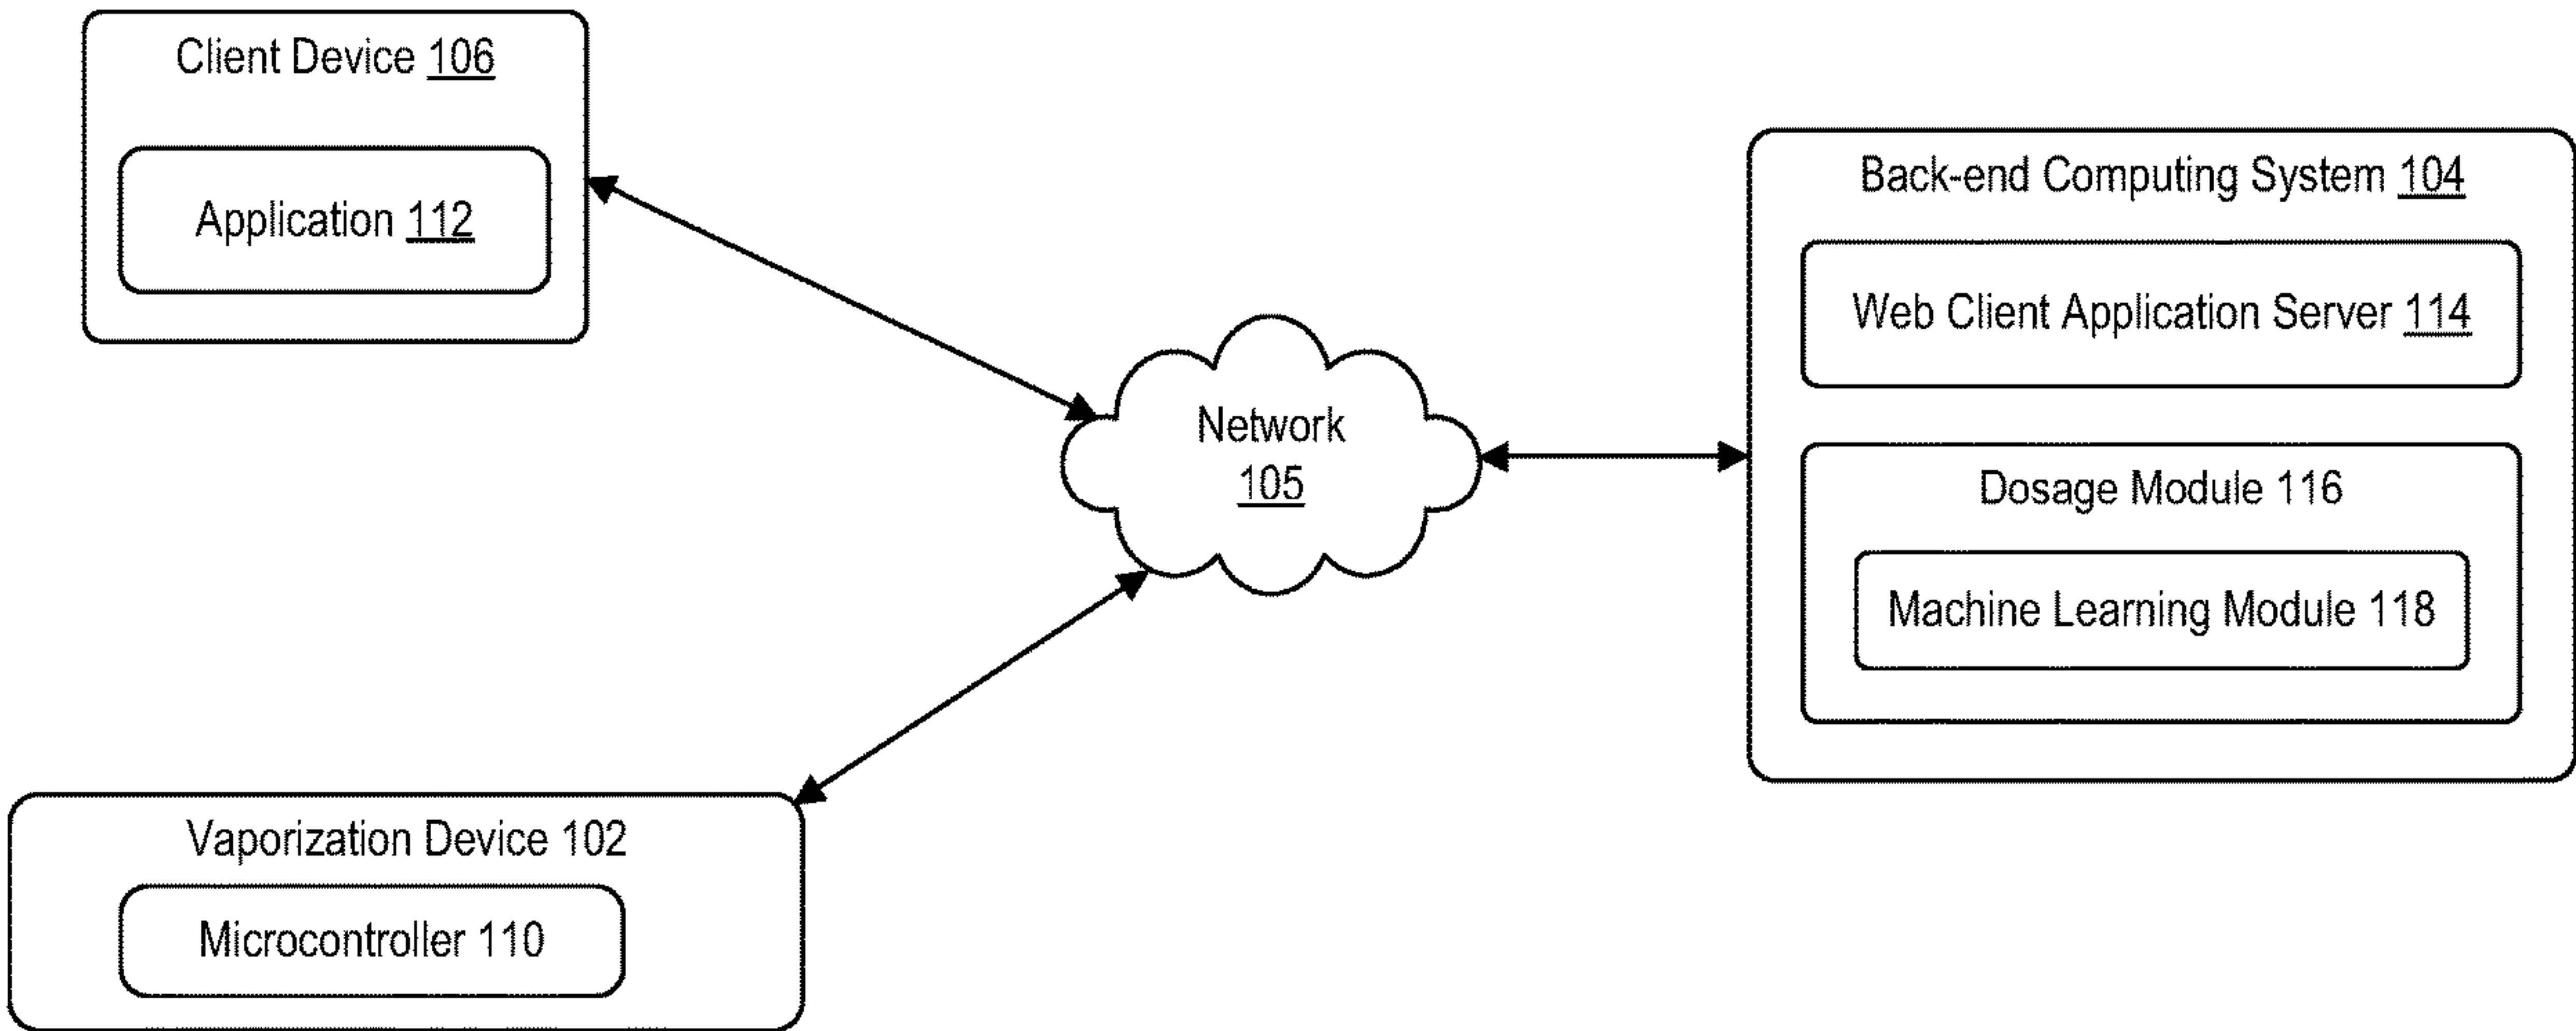 Client Device 106
Application 112
Network
105
Back-end Computing System 104
Web Client Application Server 114
Dosage Module 116
Machine Learning Module 118
Vaporization Device 102
Microcontroller 110